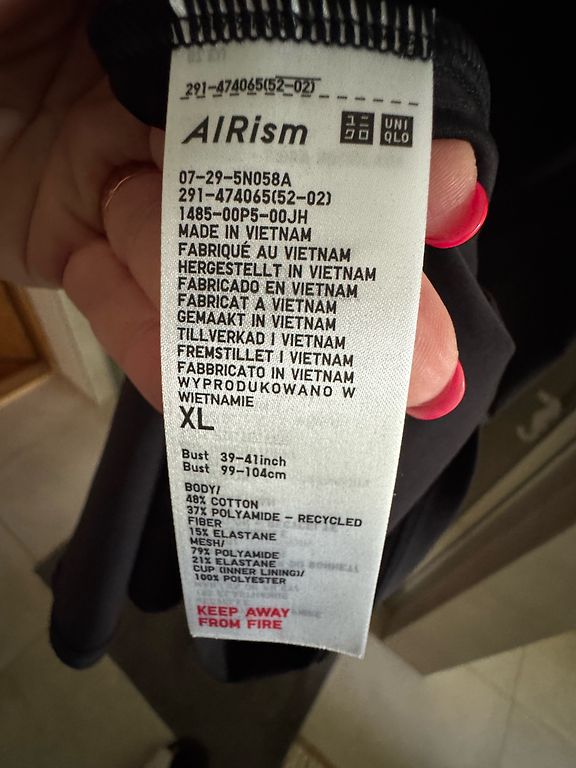 291-474065(52-02)
AIRism ユニクロ UNIQLO
07-29-5N058A
291-474065(52-02)
1485-00P5-00JH
MADE IN VIETNAM
FABRIQUÉ AU VIETNAM
HERGESTELLT IN VIETNAM
FABRICADO EN VIETNAM
FABRICAT A VIETNAM
GEMAAKT IN VIETNAM
TILLVERKAD I VIETNAM
FREMSTILLET I VIETNAM
FABBRICATO IN VIETNAM
WYPRODUKOWANO W
WIETNAMIE
XL
Bust 39-41inch
Bust 99-104cm
BODY/
48% COTTON
37% POLYAMIDE – RECYCLED
FIBER
15% ELASTANE
MESH/
79% POLYAMIDE
21% ELASTANE
CUP (INNER LINING)/
100% POLYESTER
KEEP AWAY
FROM FIRE